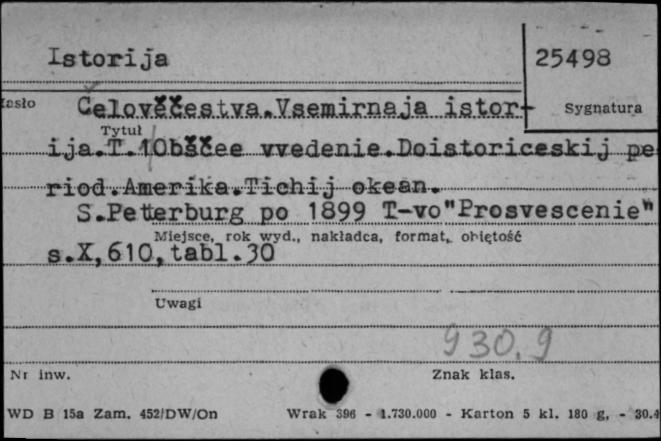 Istorija
25498
Hasło
Čelověčestva.Vsemirnaja istor-
Sygnatura
Tytuł
ija.T.1Obščee vvedenie.Doistoriceskij pe
riod.Amerika.Tichij okean.
S.Petterburg po 1899 T-vo"Prosvescenie"
Miejsce, rok wyd., nakładca, format, objętość
s.X,610,tabl.30
Uwagi
930.9
Nr inw.
Znak klas.
WD B 15a Zam. 452/DW/On
Wrak 396 - 1.730.000 - Karton 5 kl. 180 g, - 30.4